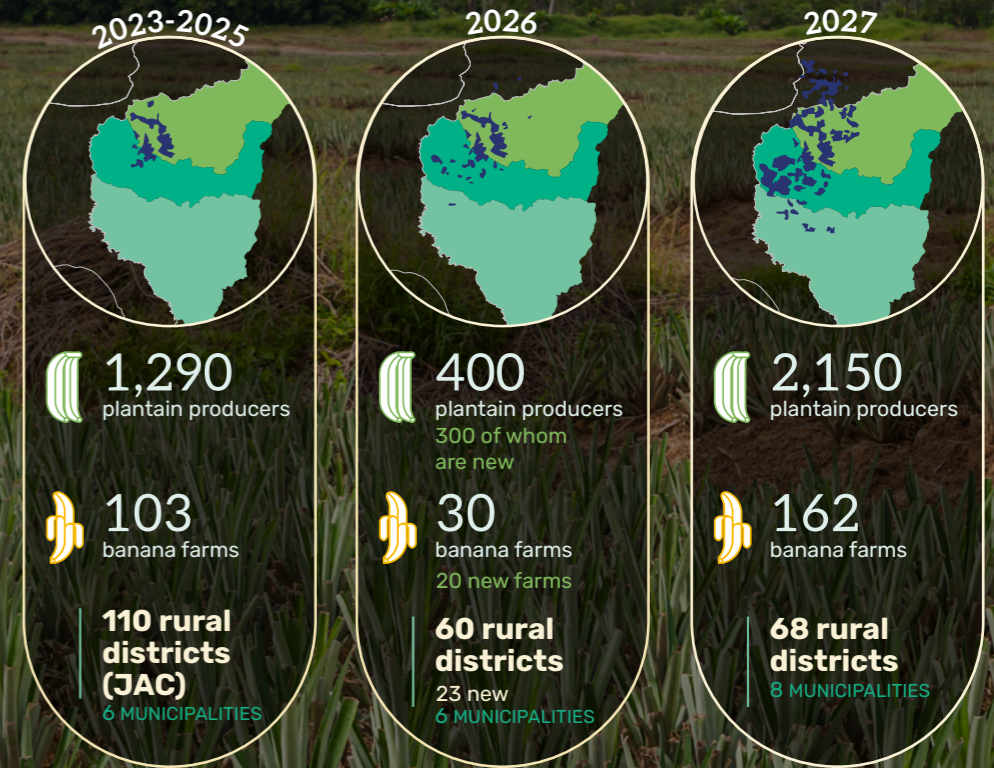 2023-2025
1,290
plantain producers
103
banana farms
110 rural
districts
(JAC)
6 MUNICIPALITIES
2026
400
plantain producers
300 of whom
are new
30
banana farms
20 new farms
60 rural
districts
23 new
6 MUNICIPALITIES
2027
2,150
plantain producers
162
banana farms
68 rural
districts
8 MUNICIPALITIES